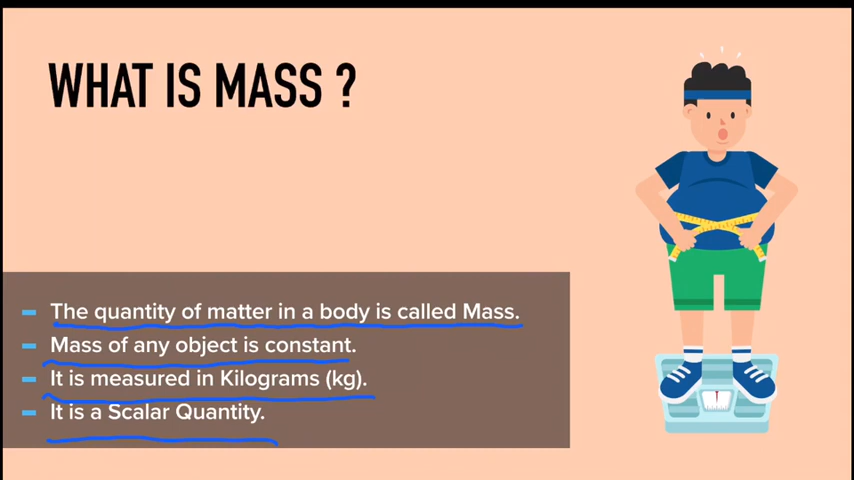 WHAT IS MASS ?
The quantity of matter in a body is called Mass.
Mass of any object is constant.
It is measured in Kilograms (kg).
It is a Scalar Quantity.